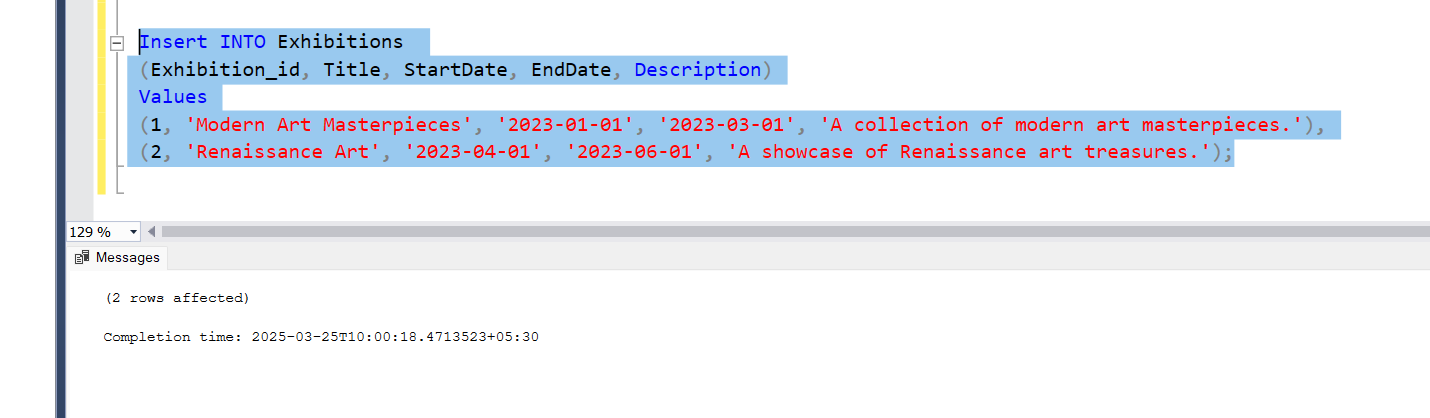 Insert INTO Exhibitions
(Exhibition_id, Title, StartDate, EndDate, Description)
Values
(1, 'Modern Art Masterpieces', '2023-01-01', '2023-03-01', 'A collection of modern art masterpieces.'),
(2, 'Renaissance Art', '2023-04-01', '2023-06-01', 'A showcase of Renaissance art treasures.');
129 %
Messages
(2 rows affected)
Completion time: 2025-03-25T10:00:18.4713523+05:30